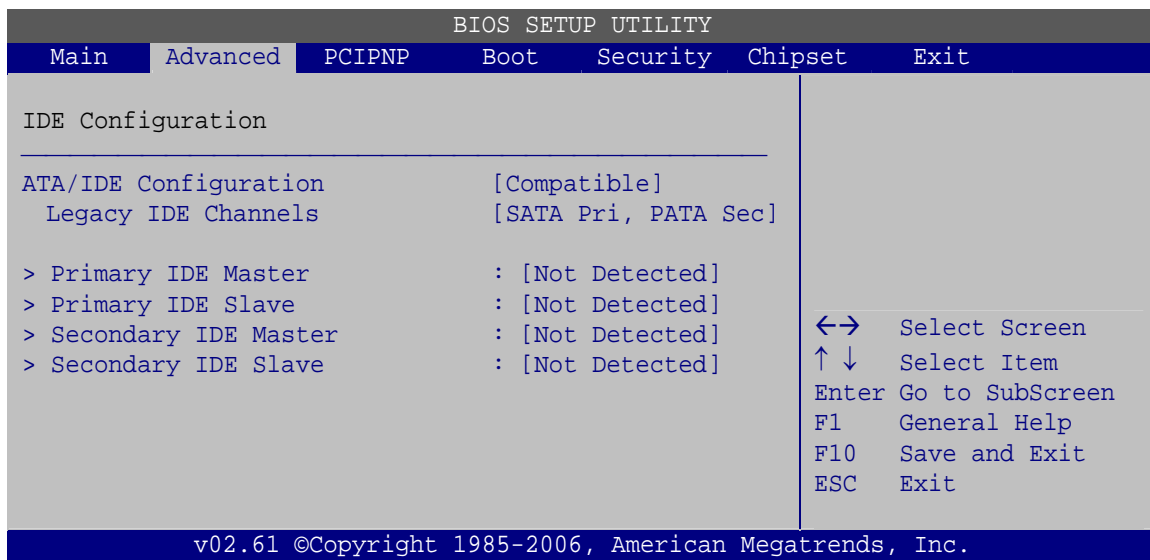 BIOS SETUP UTILITY
Main Advanced PCIPNP Boot Security Chipset Exit
IDE Configuration
ATA/IDE Configuration [Compatible]
Legacy IDE Channels [SATA Pri, PATA Sec]
> Primary IDE Master : [Not Detected]
> Primary IDE Slave : [Not Detected]
> Secondary IDE Master : [Not Detected]
> Secondary IDE Slave : [Not Detected]
←→ Select Screen
↑ ↓ Select Item
Enter Go to SubScreen
F1 General Help
F10 Save and Exit
ESC Exit
v02.61 ©Copyright 1985-2006, American Megatrends, Inc.